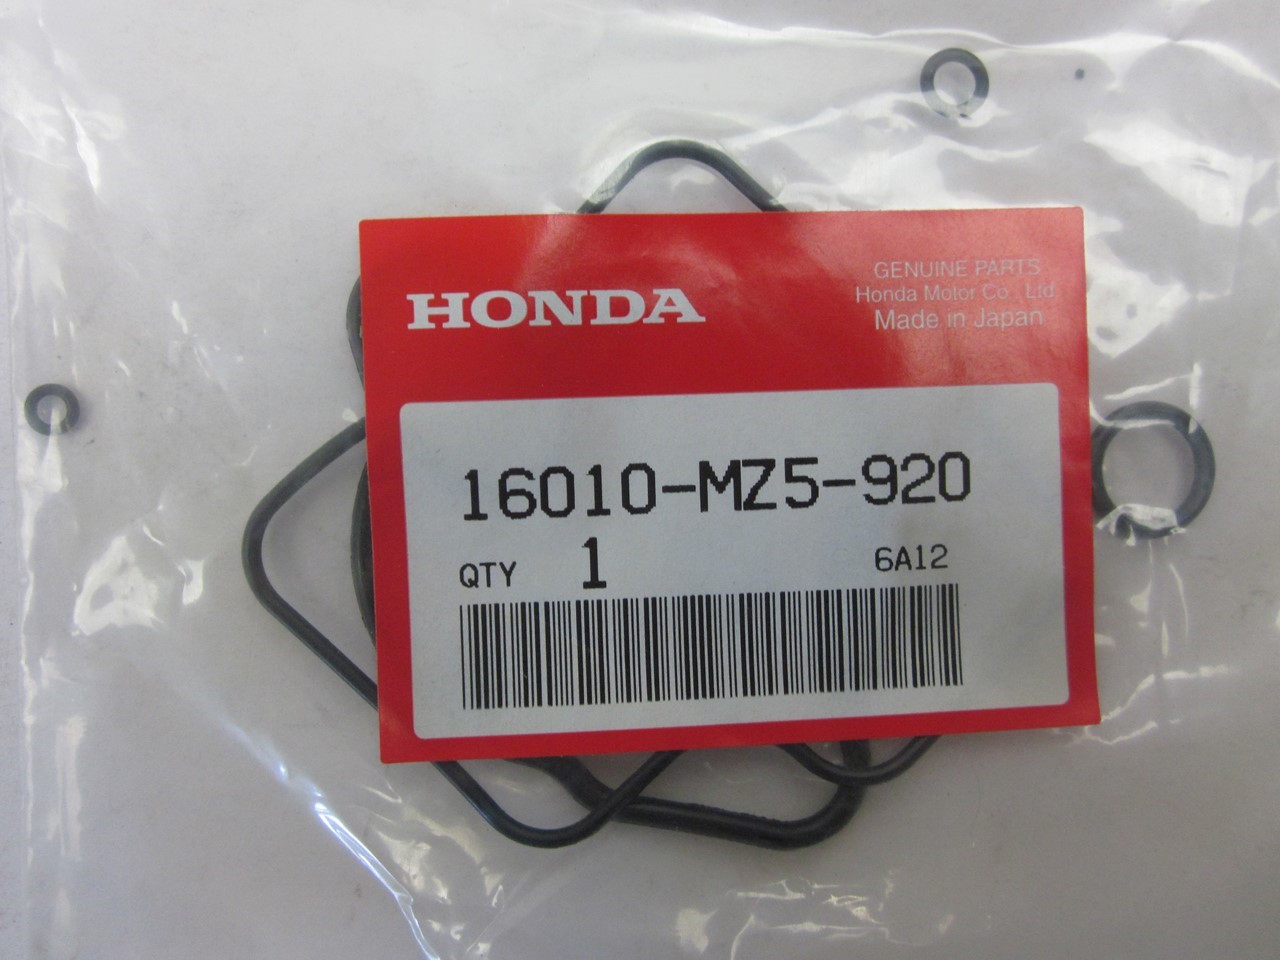 HONDA
GENUINE PARTS
Honda Motor Co., Ltd
Made in Japan
16010-MZ5-920
QTY 1 6A12